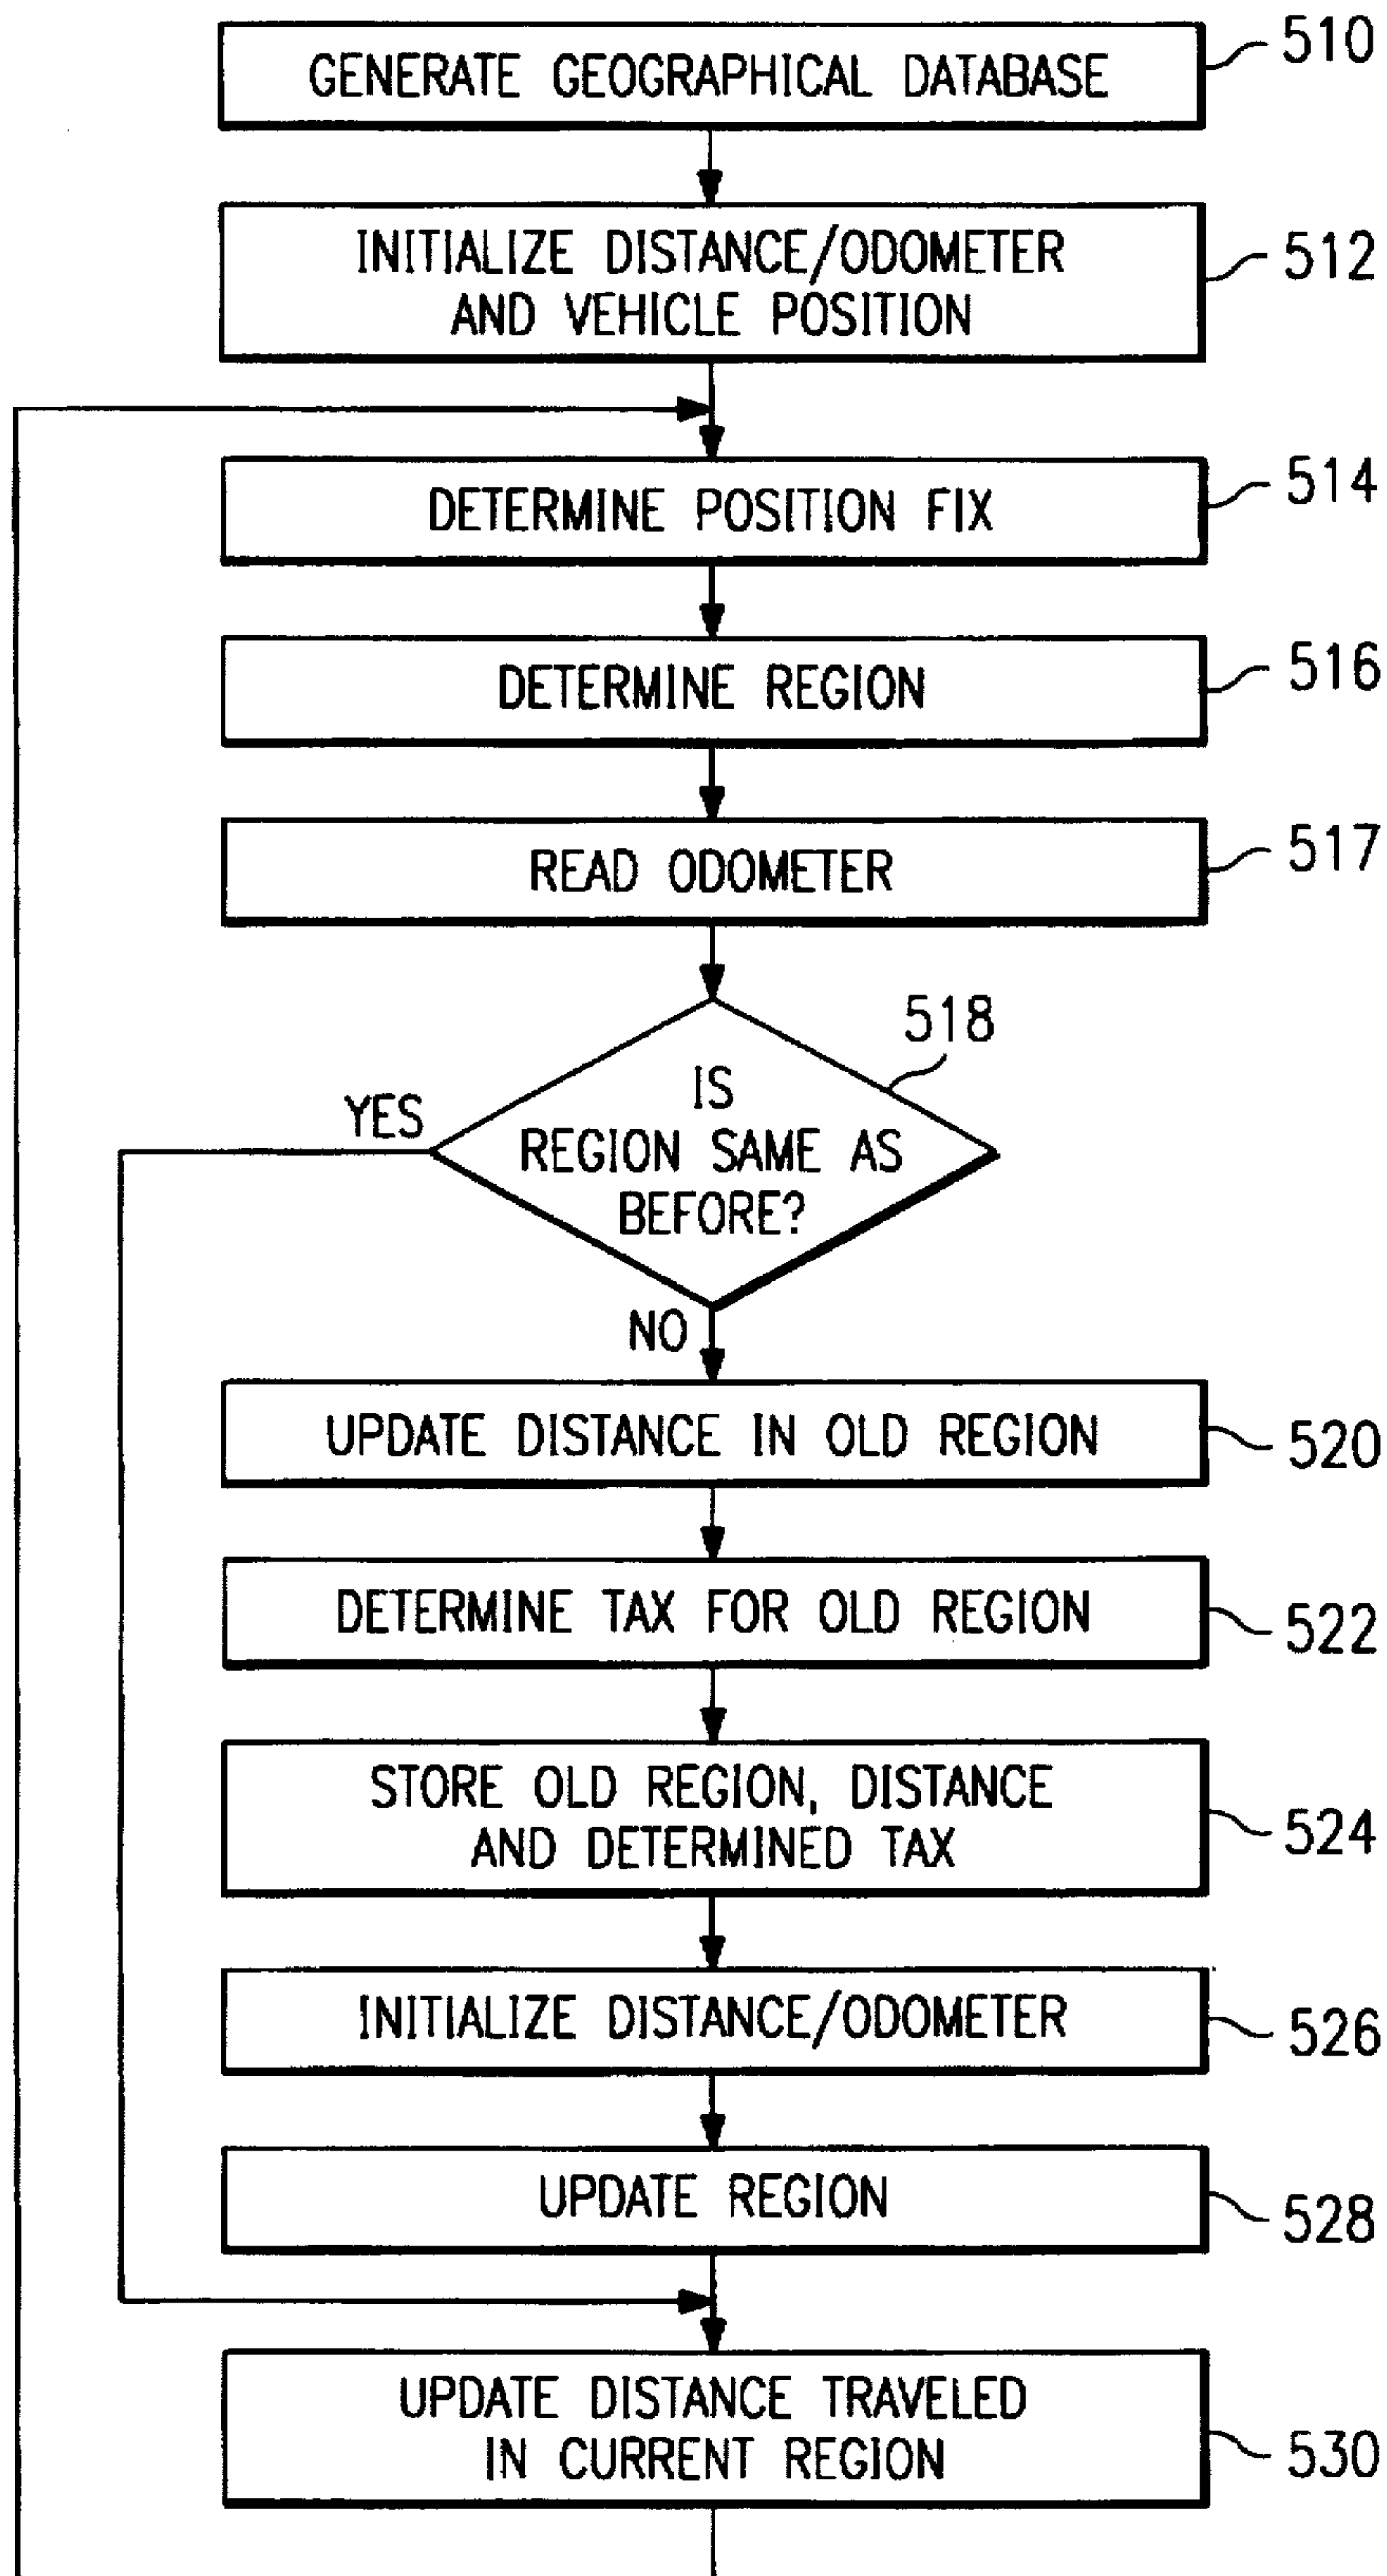 GENERATE GEOGRAPHICAL DATABASE
510
INITIALIZE DISTANCE/ODOMETER
AND VEHICLE POSITION
512
DETERMINE POSITION FIX
514
DETERMINE REGION
516
READ ODOMETER
517
518
IS
REGION SAME AS
BEFORE?
YES
NO
UPDATE DISTANCE IN OLD REGION
520
DETERMINE TAX FOR OLD REGION
522
STORE OLD REGION, DISTANCE
AND DETERMINED TAX
524
INITIALIZE DISTANCE/ODOMETER
526
UPDATE REGION
528
UPDATE DISTANCE TRAVELED
IN CURRENT REGION
530